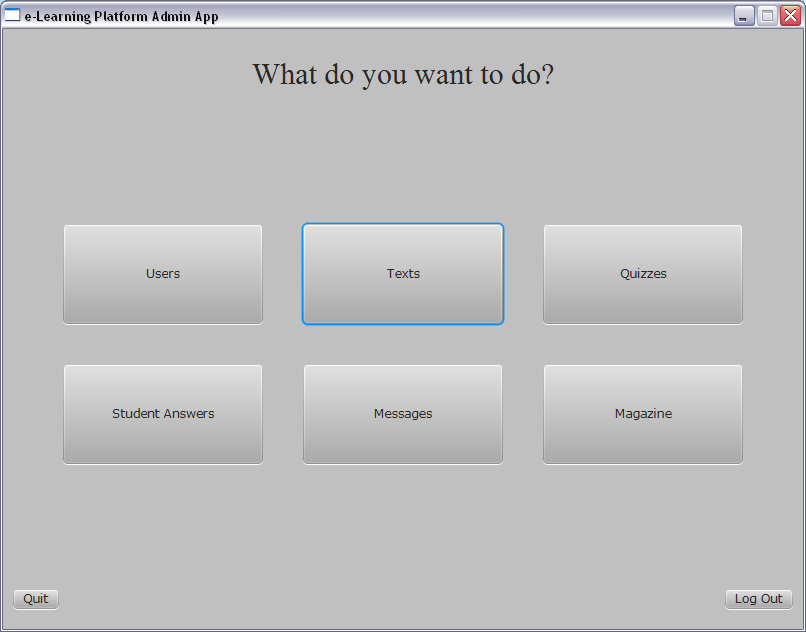 e-Learning Platform Admin App
What do you want to do?
Users
Texts
Quizzes
Student Answers
Messages
Magazine
Quit
Log Out